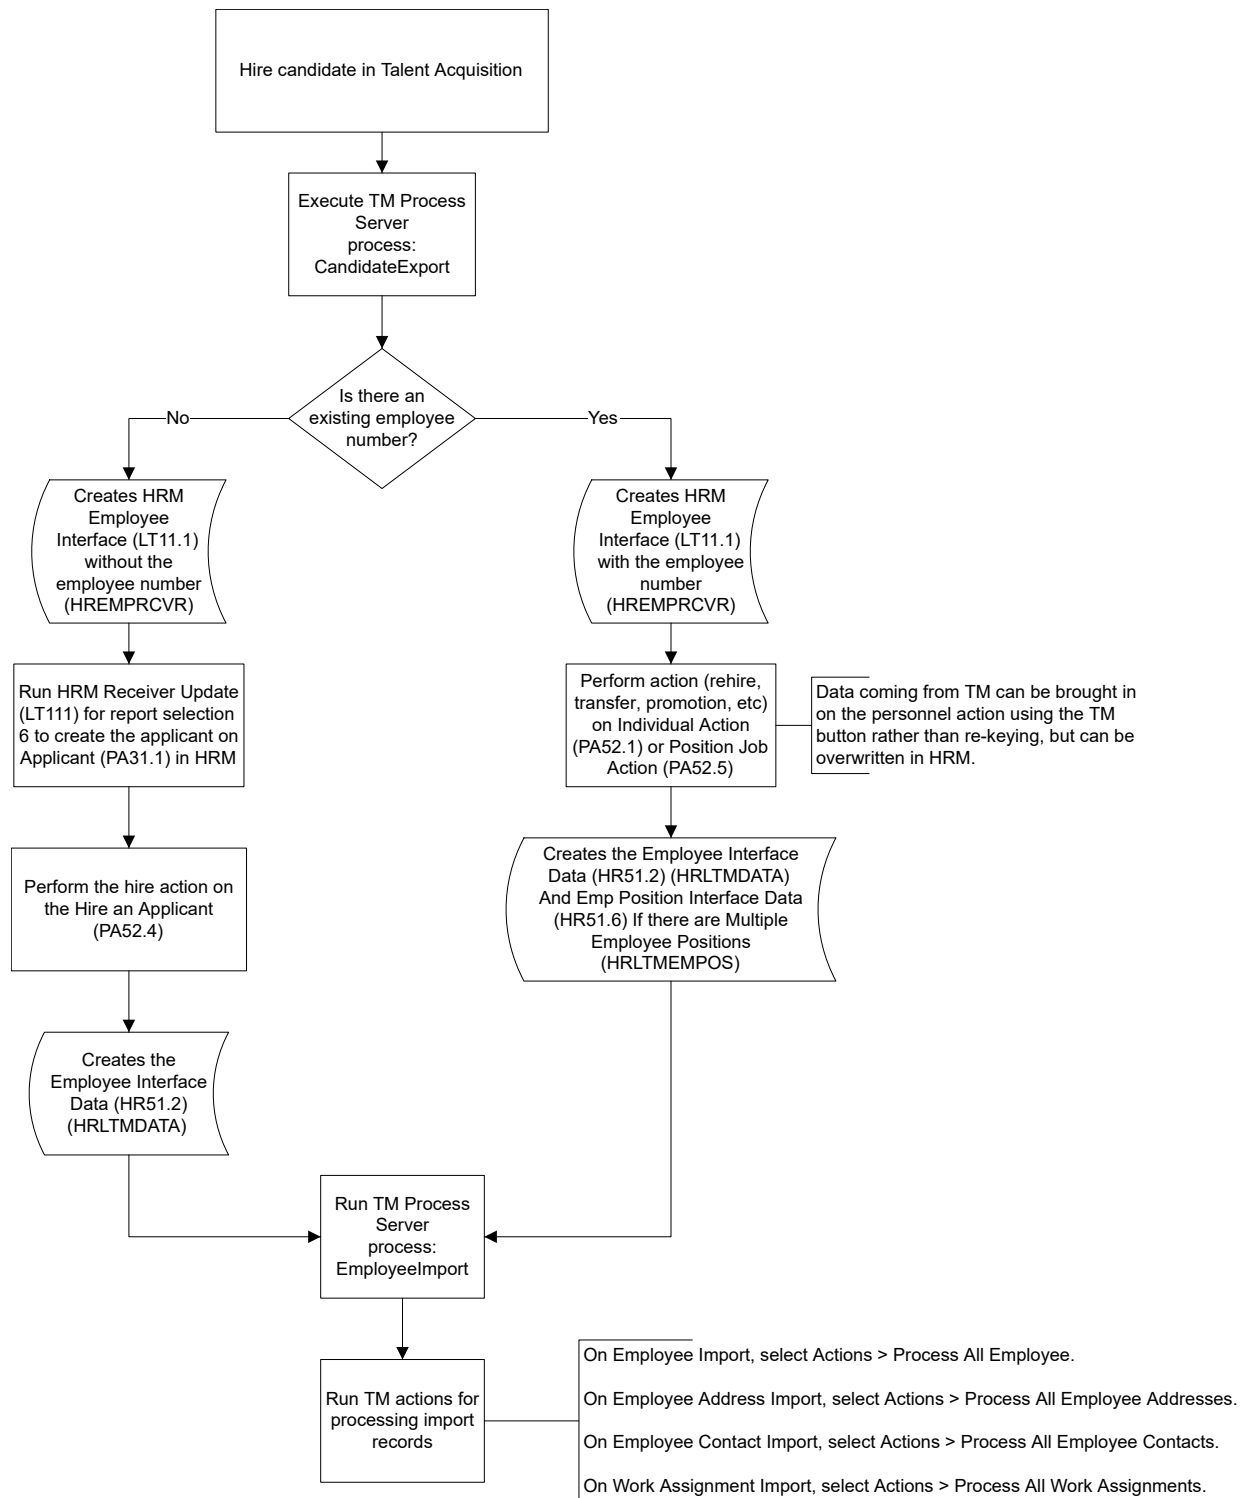 Hire candidate in Talent Acquisition
Execute TM Process
Server
process:
CandidateExport
Is there an
existing employee
number?
No
Yes
Creates HRM
Employee
Interface (LT11.1)
without the
employee number
(HREMPRCVR)
Creates HRM
Employee
Interface (LT11.1)
with the employee
number
(HREMPRCVR)
Run HRM Receiver Update
(LT111) for report selection
6 to create the applicant on
Applicant (PA31.1) in HRM
Perform action (rehire,
transfer, promotion, etc)
on Individual Action
(PA52.1) or Position Job
Action (PA52.5)
Data coming from TM can be brought in
on the personnel action using the TM
button rather than re-keying, but can be
overwritten in HRM.
Perform the hire action on
the Hire an Applicant
(PA52.4)
Creates the Employee Interface
Data (HR51.2) (HRLTMDATA)
And Emp Position Interface Data
(HR51.6) If there are Multiple
Employee Positions
(HRLTMEMPOS)
Creates the
Employee Interface
Data (HR51.2)
(HRLTMDATA)
Run TM Process
Server
process:
EmployeeImport
Run TM actions for
processing import
records
On Employee Import, select Actions > Process All Employee.
On Employee Address Import, select Actions > Process All Employee Addresses.
On Employee Contact Import, select Actions > Process All Employee Contacts.
On Work Assignment Import, select Actions > Process All Work Assignments.